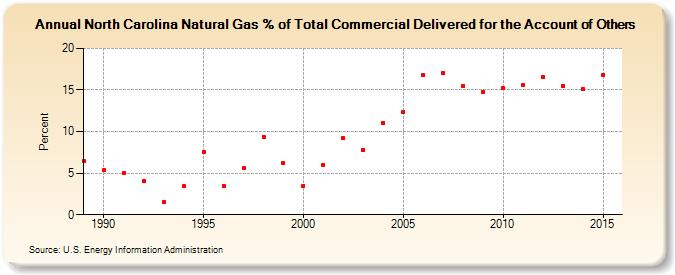 Annual North Carolina Natural Gas % of Total Commercial Delivered for the Account of Others
Percent
20
15
10
5
0
1990 1995 2000 2005 2010 2015
Source: U.S. Energy Information Administration